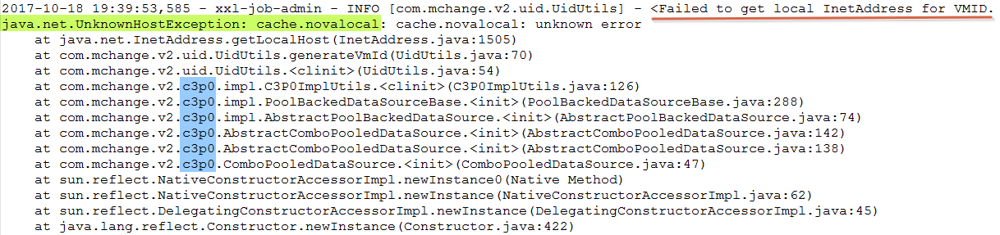 2017-10-18 19:39:53,585 - xxl-job-admin - INFO [com.mchange.v2.uid.UidUtils] - <Failed to get local InetAddress for VMID.
java.net.UnknownHostException: cache.novalocal: cache.novalocal: unknown error
at java.net.InetAddress.getLocalHost(InetAddress.java:1505)
at com.mchange.v2.uid.UidUtils.generateVmId(UidUtils.java:70)
at com.mchange.v2.uid.UidUtils.<clinit>(UidUtils.java:54)
at com.mchange.v2.c3p0.impl.C3P0ImplUtils.<clinit>(C3P0ImplUtils.java:126)
at com.mchange.v2.c3p0.impl.PoolBackedDataSourceBase.<init>(PoolBackedDataSourceBase.java:288)
at com.mchange.v2.c3p0.impl.AbstractPoolBackedDataSource.<init>(AbstractPoolBackedDataSource.java:74)
at com.mchange.v2.c3p0.AbstractComboPooledDataSource.<init>(AbstractComboPooledDataSource.java:142)
at com.mchange.v2.c3p0.AbstractComboPooledDataSource.<init>(AbstractComboPooledDataSource.java:138)
at com.mchange.v2.c3p0.ComboPooledDataSource.<init>(ComboPooledDataSource.java:47)
at sun.reflect.NativeConstructorAccessorImpl.newInstance0(Native Method)
at sun.reflect.NativeConstructorAccessorImpl.newInstance(NativeConstructorAccessorImpl.java:62)
at sun.reflect.DelegatingConstructorAccessorImpl.newInstance(DelegatingConstructorAccessorImpl.java:45)
at java.lang.reflect.Constructor.newInstance(Constructor.java:422)